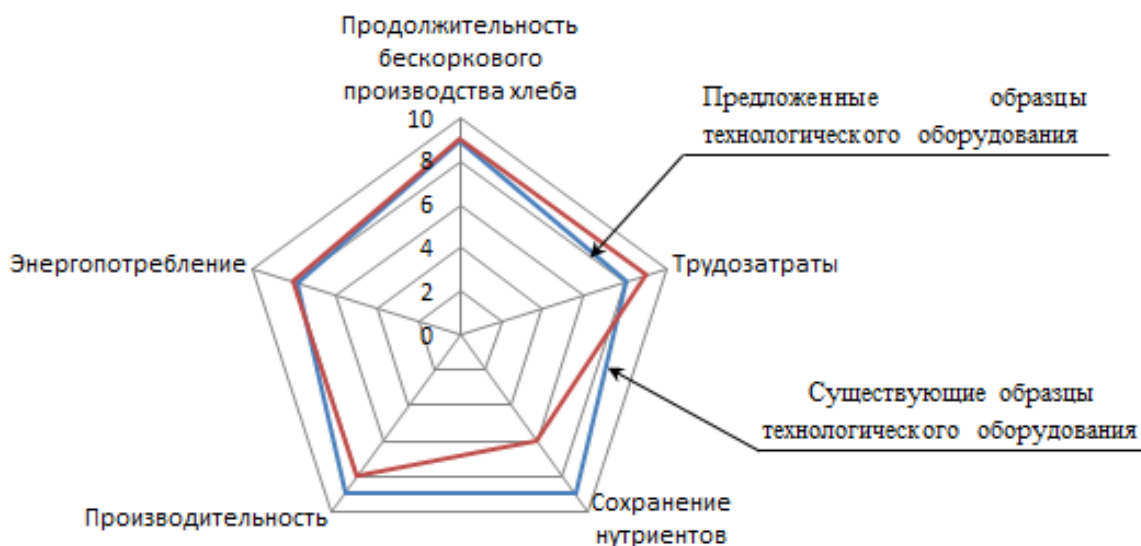 Продолжительность
бескоркового
производства хлеба
Предложенные образцы
технологического оборудования
10
8
6
4
2
0
Энергопотребление
Трудозатраты
Существующие образцы
технологического оборудования
Производительность
Сохранение
нутриентов